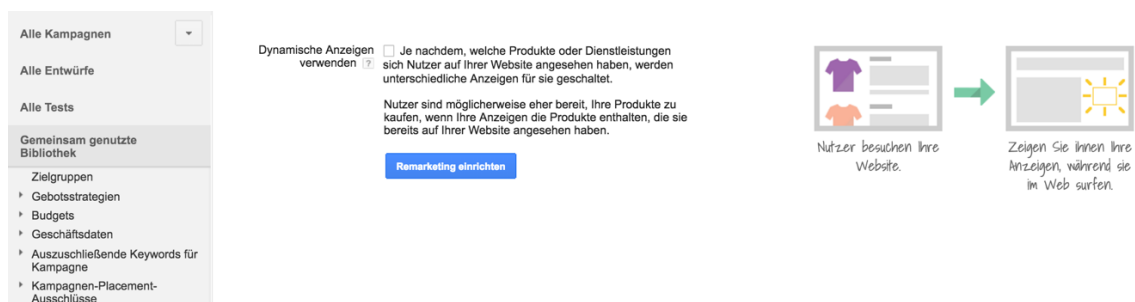 Alle Kampagnen
Alle Entwürfe
Alle Tests
Gemeinsam genutzte
Bibliothek
Zielgruppen
Gebotsstrategien
Budgets
Geschäftsdaten
Auszuschließende Keywords für
Kampagne
Kampagnen-Placement-
Ausschlüsse
Dynamische Anzeigen
verwenden ?
Je nachdem, welche Produkte oder Dienstleistungen
sich Nutzer auf Ihrer Website angesehen haben, werden
unterschiedliche Anzeigen für sie geschaltet.
Nutzer sind möglicherweise eher bereit, Ihre Produkte zu
kaufen, wenn Ihre Anzeigen die Produkte enthalten, die sie
bereits auf Ihrer Website angesehen haben.
Remarketing einrichten
Nutzer besuchen Ihre
Website.
Zeigen Sie ihnen Ihre
Anzeigen, während sie
im Web surfen.